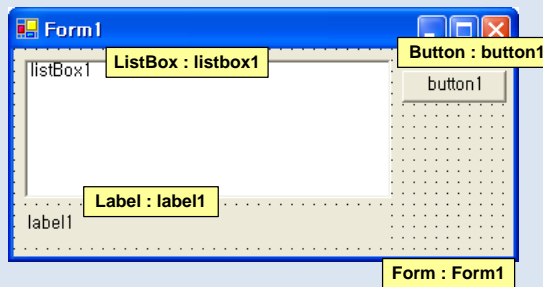 Form1
ListBox : listbox1
Button : button1
listBox1
button1
Label : label1
label1
Form : Form1